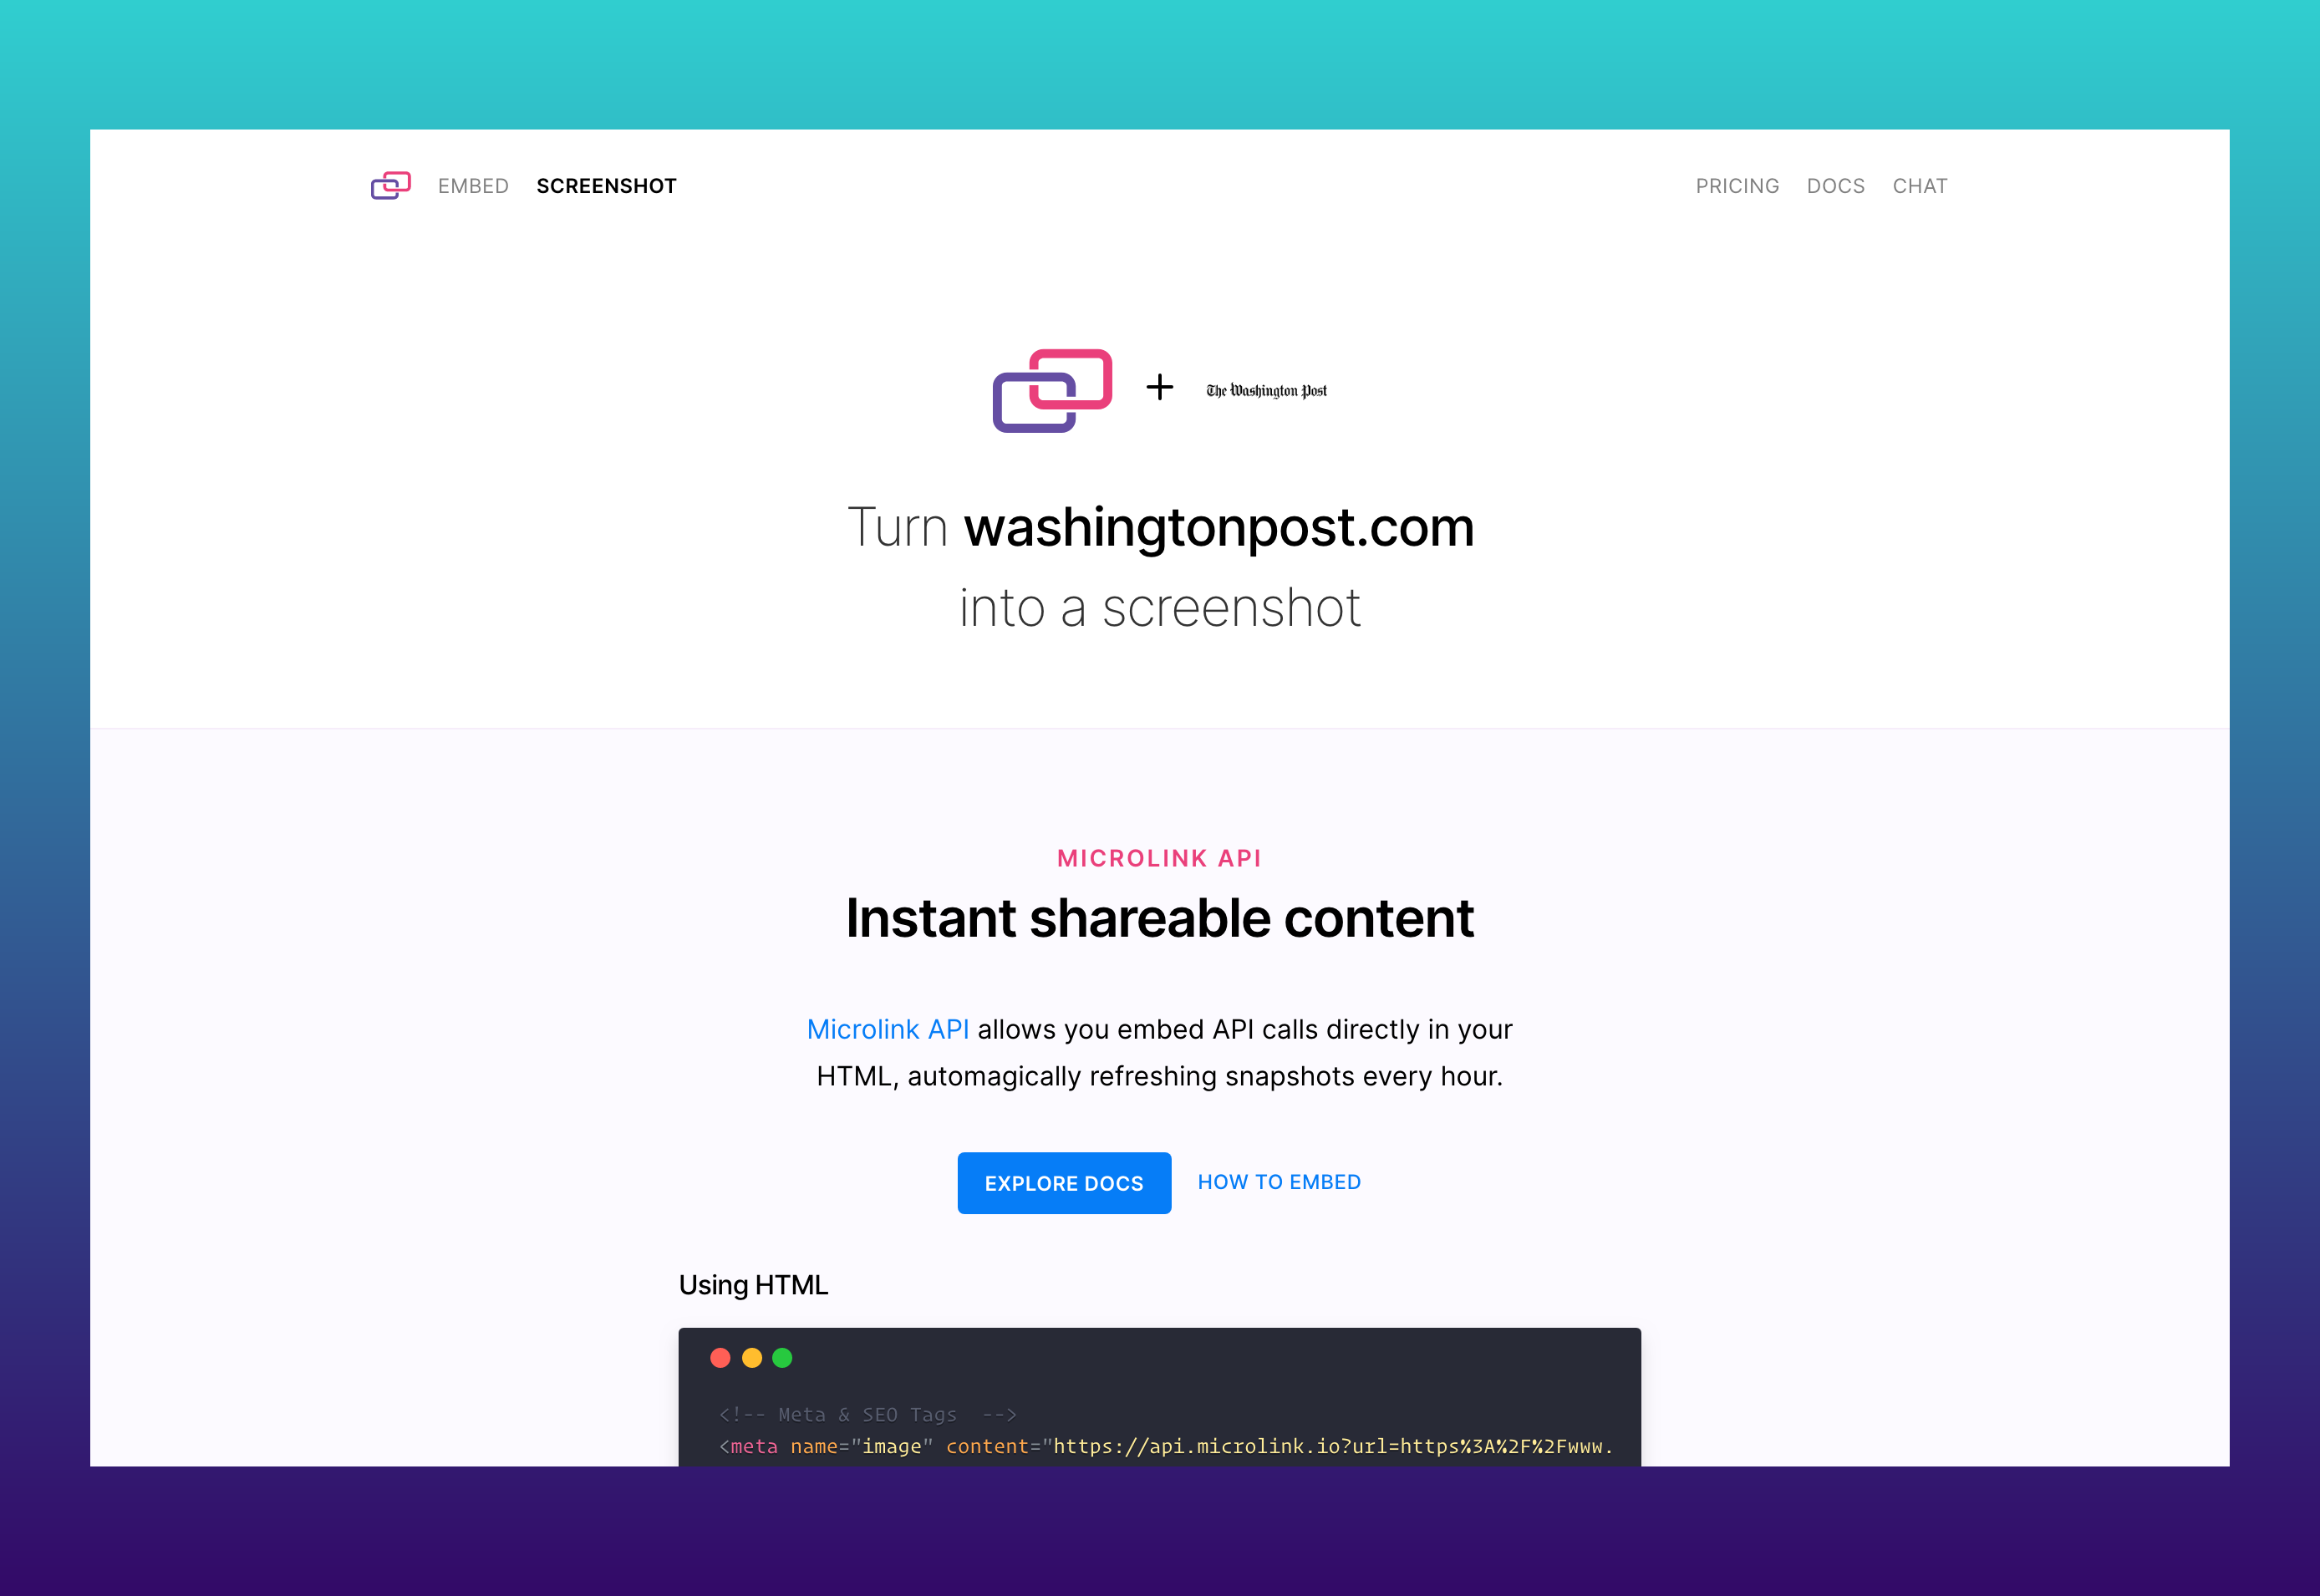 EMBED SCREENSHOT PRICING DOCS CHAT
The Washington Post
Turn washingtonpost.com
into a screenshot
MICROLINK API
Instant shareable content
Microlink API allows you embed API calls directly in your
HTML, automagically refreshing snapshots every hour.
EXPLORE DOCS HOW TO EMBED
Using HTML
<!-- Meta & SEO Tags  -->
<meta name="image" content="https://api.microlink.io?url=https%3A%2F%2Fwww.